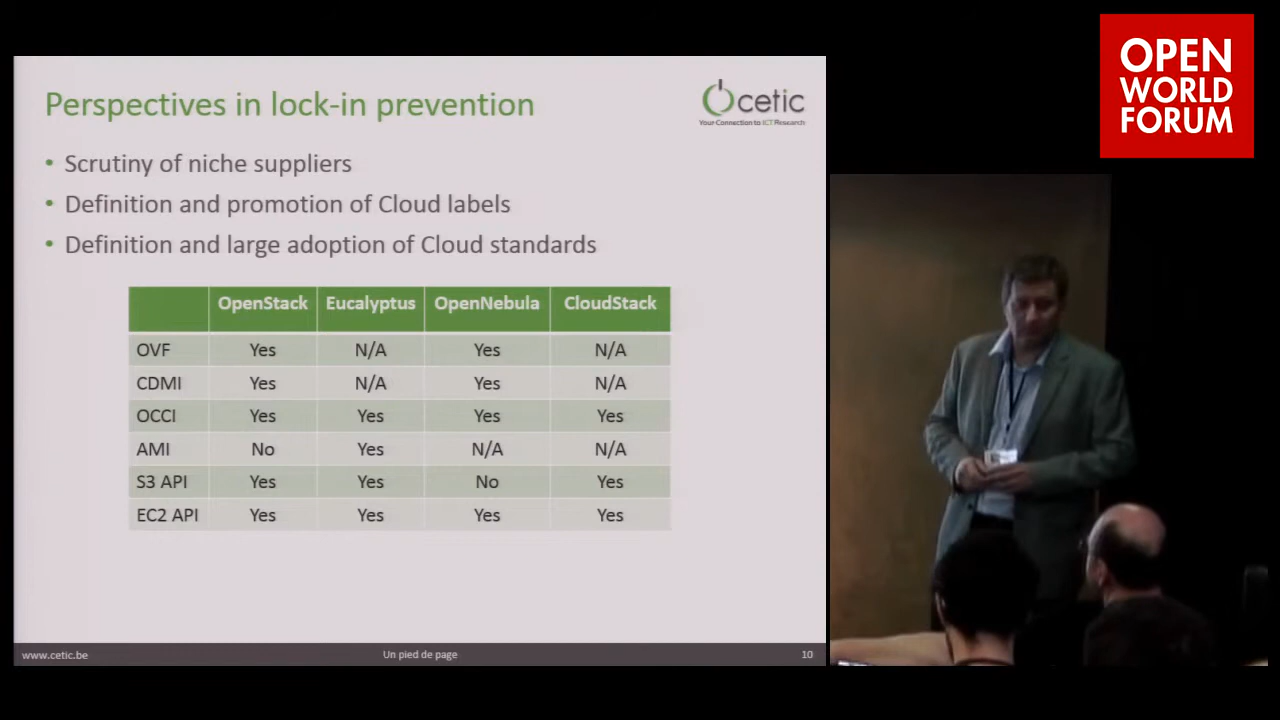 OPEN
WORLD
FORUM
Perspectives in lock-in prevention
cetic
Your Connection to ICT Research
• Scrutiny of niche suppliers
• Definition and promotion of Cloud labels
• Definition and large adoption of Cloud standards
OpenStack Eucalyptus OpenNebula CloudStack
OVF Yes N/A Yes N/A
CDMI Yes N/A Yes N/A
OCCI Yes Yes Yes Yes
AMI No Yes N/A N/A
S3 API Yes Yes No Yes
EC2 API Yes Yes Yes Yes
www.cetic.be Un pied de page 10